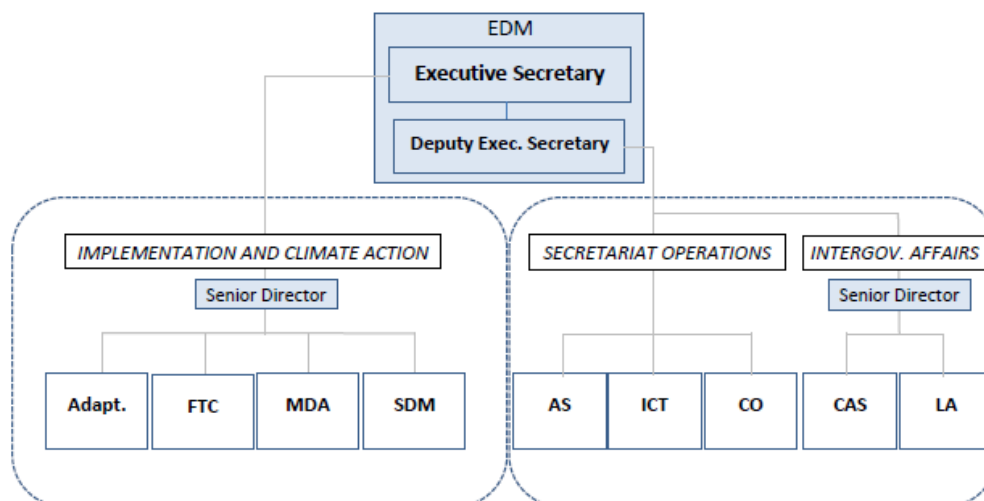 EDM
Executive Secretary
Deputy Exec. Secretary
IMPLEMENTATION AND CLIMATE ACTION
Senior Director
Adapt.
FTC
MDA
SDM
SECRETARIAT OPERATIONS
INTERGOV. AFFAIRS
Senior Director
AS
ICT
CO
CAS
LA